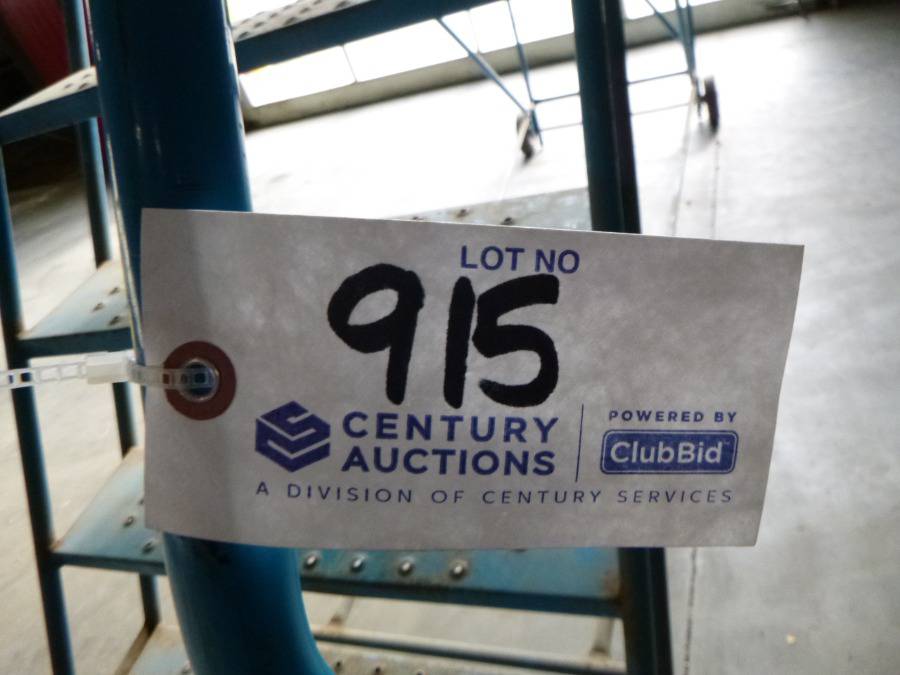 LOT NO
915
CENTURY
AUCTIONS
POWERED BY
ClubBid
A DIVISION OF CENTURY SERVICES